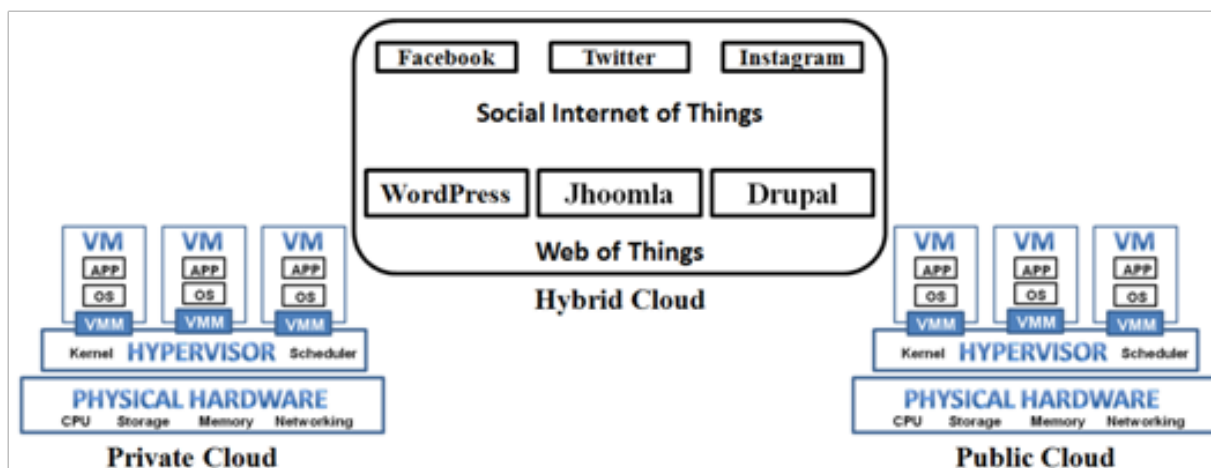 Facebook Twitter Instagram
Social Internet of Things
WordPress Jhoomla Drupal
Web of Things
Hybrid Cloud
VM VM VM
APP APP APP
OS OS OS
VMM VMM VMM
Kernel HYPERVISOR Scheduler
PHYSICAL HARDWARE
CPU Storage Memory Networking
Private Cloud
VM VM VM
APP APP APP
OS OS OS
VMM VMM VMM
Kernel HYPERVISOR Scheduler
PHYSICAL HARDWARE
CPU Storage Memory Networking
Public Cloud